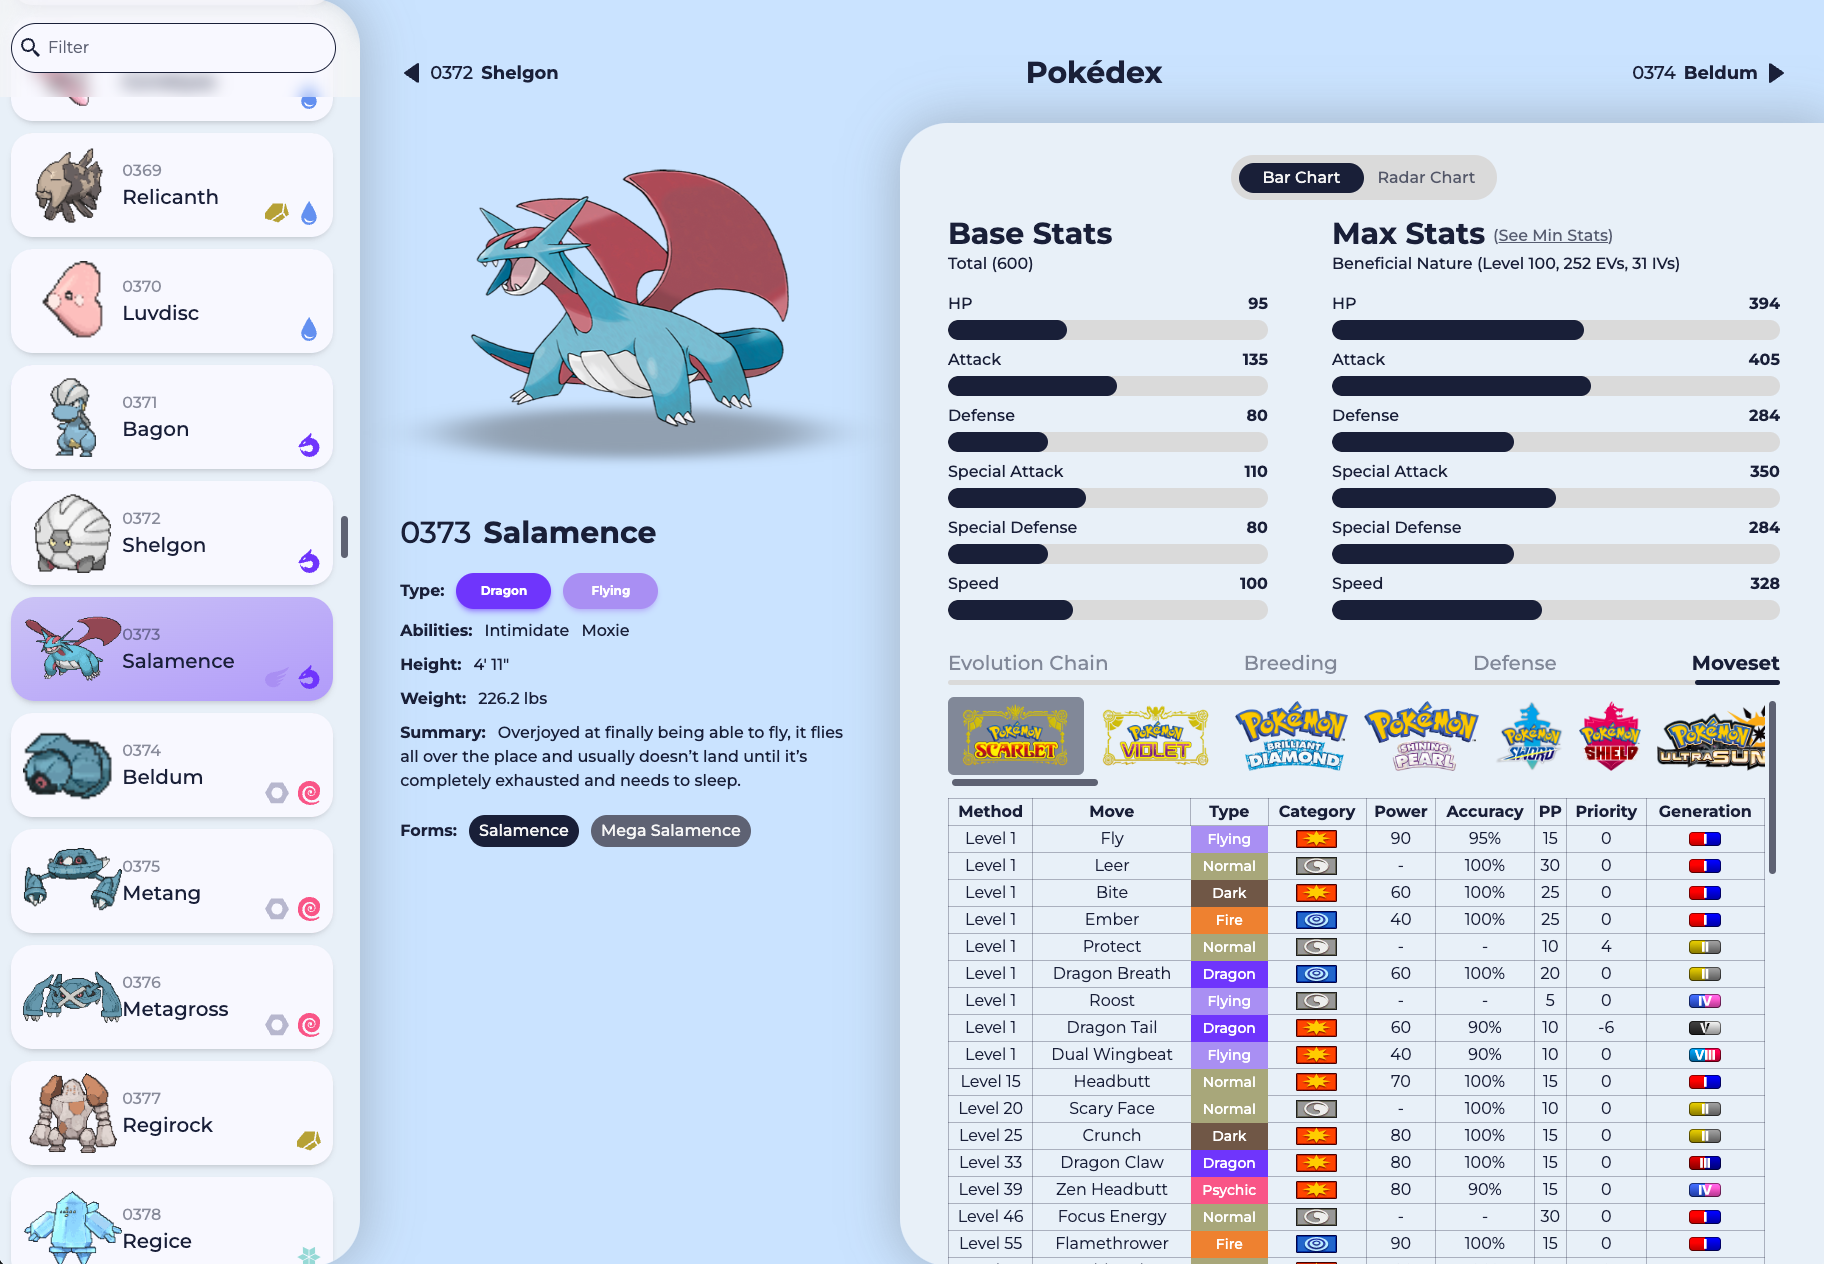 Filter
0369
Relicanth
0370
Luvdisc
0371
Bagon
0372
Shelgon
0373
Salamence
0374
Beldum
0375
Metang
0376
Metagross
0377
Regirock
0378
Regice
0372 Shelgon
Pokédex
0374 Beldum
0373 Salamence
Type: Dragon Flying
Abilities: Intimidate Moxie
Height: 4' 11"
Weight: 226.2 lbs
Summary: Overjoyed at finally being able to fly, it flies
all over the place and usually doesn’t land until it’s
completely exhausted and needs to sleep.
Forms: Salamence Mega Salamence
Bar Chart Radar Chart
Base Stats
Total (600)
HP 95
Attack 135
Defense 80
Special Attack 110
Special Defense 80
Speed 100
Max Stats (See Min Stats)
Beneficial Nature (Level 100, 252 EVs, 31 IVs)
HP 394
Attack 405
Defense 284
Special Attack 350
Special Defense 284
Speed 328
Evolution Chain Breeding Defense Moveset
POKéMON SCARLET
POKéMON VIOLET
POKéMON BRILLIANT DIAMOND
POKéMON SHINING PEARL
POKéMON SWORD
POKéMON SHIELD
POKéMON ULTRA SUN
Method Move Type Category Power Accuracy PP Priority Generation
Level 1 Fly Flying 90 95% 15 0 I
Level 1 Leer Normal - 100% 30 0 I
Level 1 Bite Dark 60 100% 25 0 I
Level 1 Ember Fire 40 100% 25 0 I
Level 1 Protect Normal - - 10 4 II
Level 1 Dragon Breath Dragon 60 100% 20 0 II
Level 1 Roost Flying - - 5 0 IV
Level 1 Dragon Tail Dragon 60 90% 10 -6 V
Level 1 Dual Wingbeat Flying 40 90% 10 0 VIII
Level 15 Headbutt Normal 70 100% 15 0 I
Level 20 Scary Face Normal - 100% 10 0 II
Level 25 Crunch Dark 80 100% 15 0 II
Level 33 Dragon Claw Dragon 80 100% 15 0 III
Level 39 Zen Headbutt Psychic 80 90% 15 0 IV
Level 46 Focus Energy Normal - - 30 0 I
Level 55 Flamethrower Fire 90 100% 15 0 I